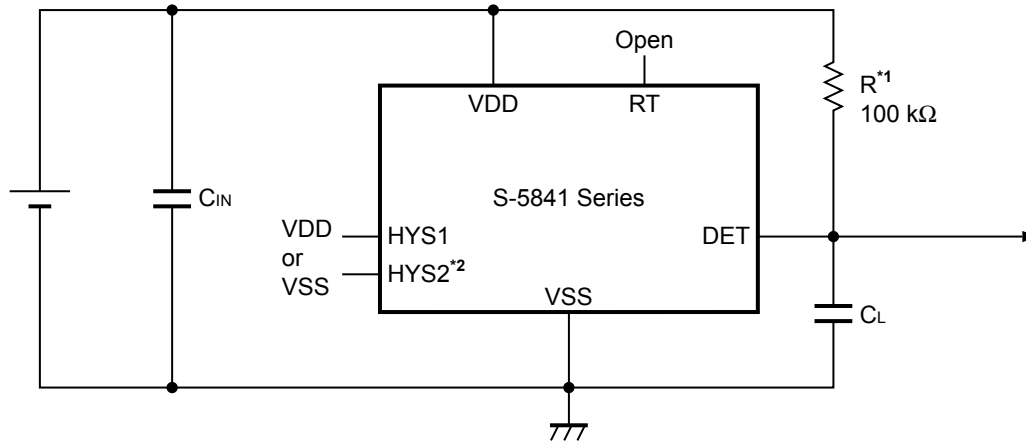 Open
VDD
RT
R*1
100 kΩ
CIN
S-5841 Series
VDD
or
VSS
HYS1
HYS2*2
DET
VSS
CL